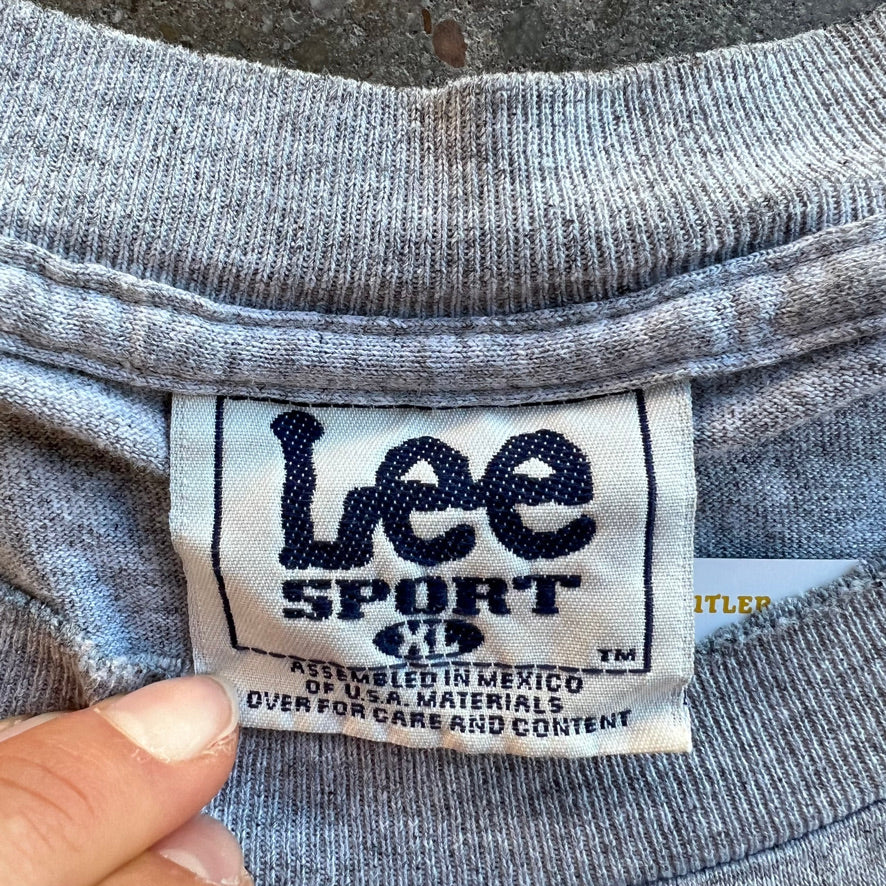 Lee
SPORT
XL
TM
ASSEMBLED IN MEXICO
OF U.S.A. MATERIALS
OVER FOR CARE AND CONTENT